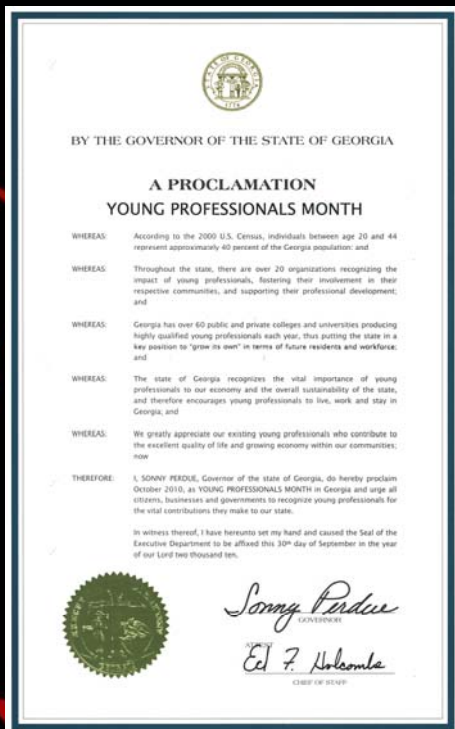 STATE OF GEORGIA
1776
BY THE GOVERNOR OF THE STATE OF GEORGIA
A PROCLAMATION
YOUNG PROFESSIONALS MONTH
WHEREAS: According to the 2000 U.S. Census, individuals between age 20 and 44
represent approximately 40 percent of the Georgia population: and
WHEREAS: Throughout the state, there are over 20 organizations recognizing the
impact of young professionals, fostering their involvement in their
respective communities, and supporting their professional development;
and
WHEREAS: Georgia has over 60 public and private colleges and universities producing
highly qualified young professionals each year, thus putting the state in a
key position to "grow its own" in terms of future residents and workforce:
and
WHEREAS: The state of Georgia recognizes the vital importance of young
professionals to our economy and the overall sustainability of the state,
and therefore encourages young professionals to live, work and stay in
Georgia; and
WHEREAS: We greatly appreciate our existing young professionals who contribute to
the excellent quality of life and growing economy within our communities;
now
THEREFORE: I, SONNY PERDUE, Governor of the state of Georgia, do hereby proclaim
October 2010, as YOUNG PROFESSIONALS MONTH in Georgia and urge all
citizens, businesses and governments to recognize young professionals for
the vital contributions they make to our state.
In witness thereof, I have hereunto set my hand and caused the Seal of the
Executive Department to be affixed this 30th day of September in the year
of our Lord two thousand ten.
Sonny Perdue
GOVERNOR
ATTEST
Ed F. Holcombe
CHIEF OF STAFF